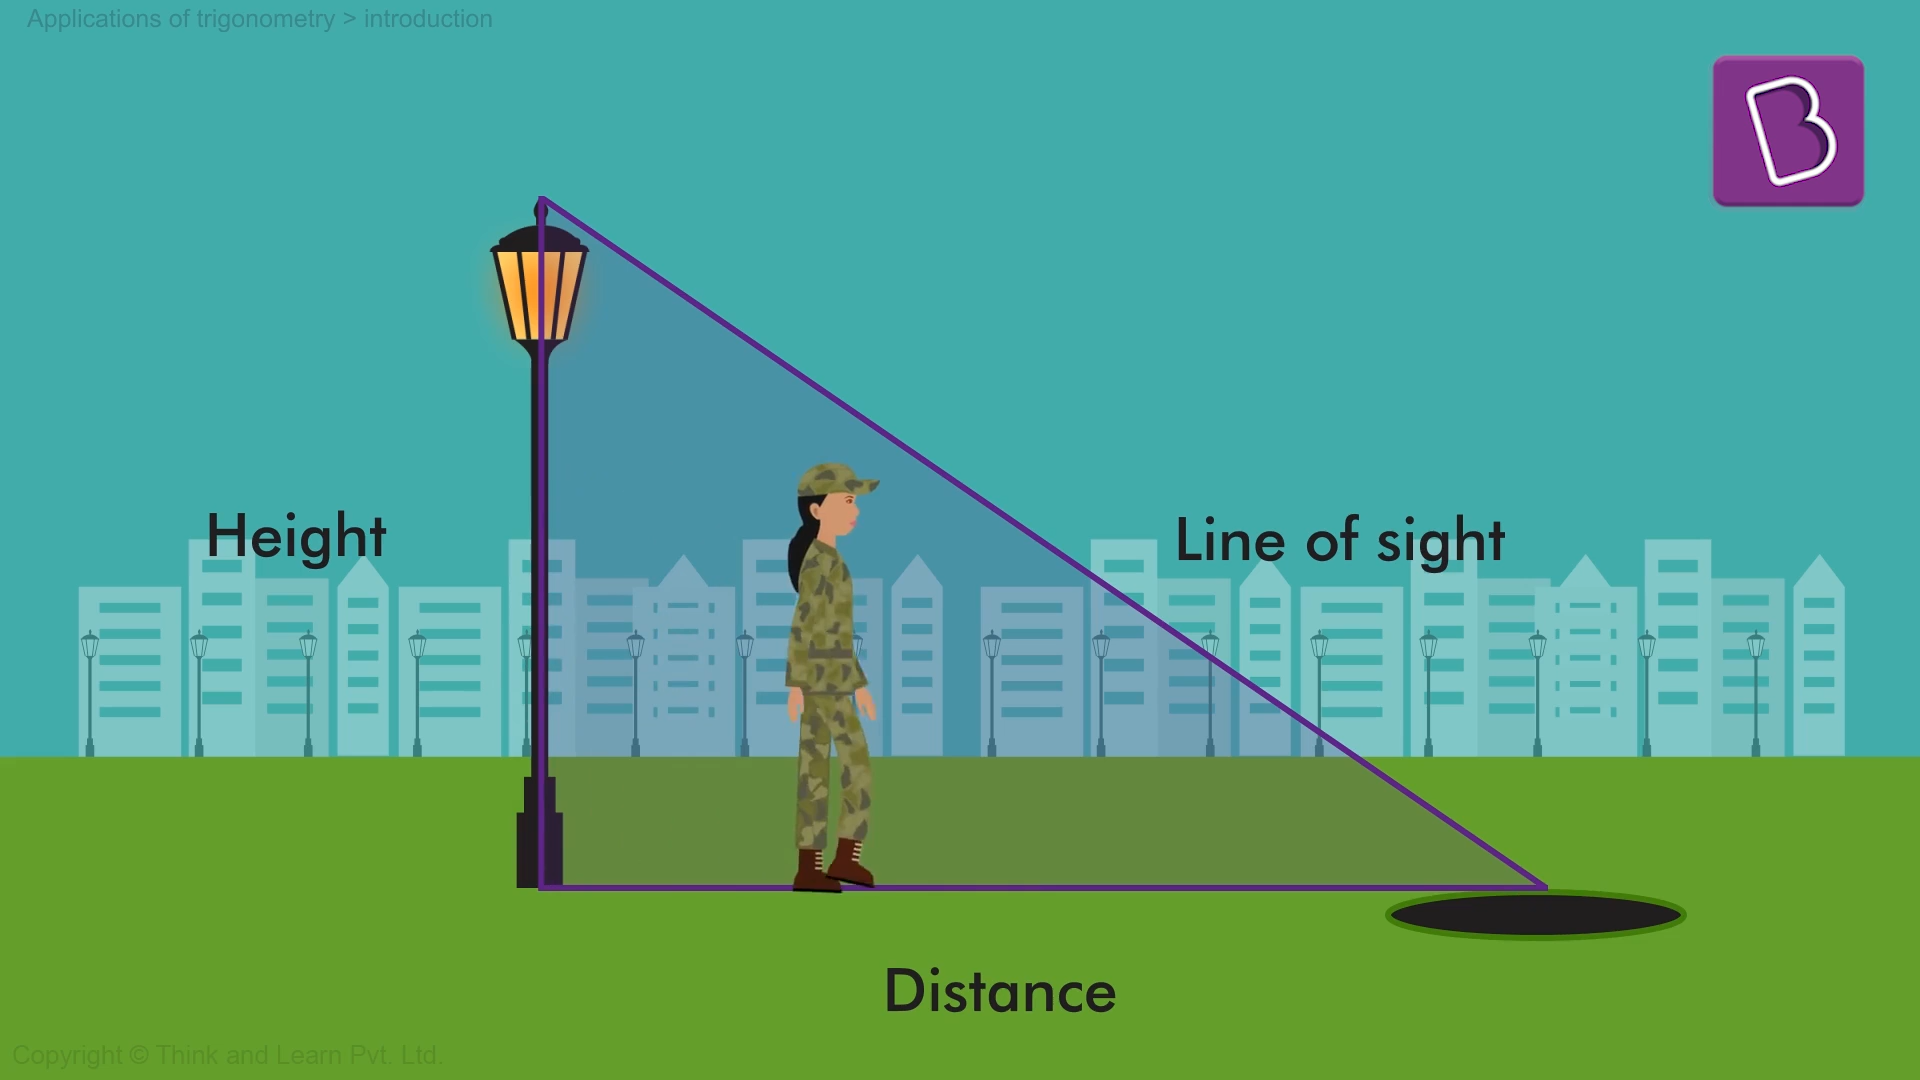 Applications of trigonometry > introduction
B
Height
Line of sight
Distance
Copyright © Think and Learn Pvt. Ltd.